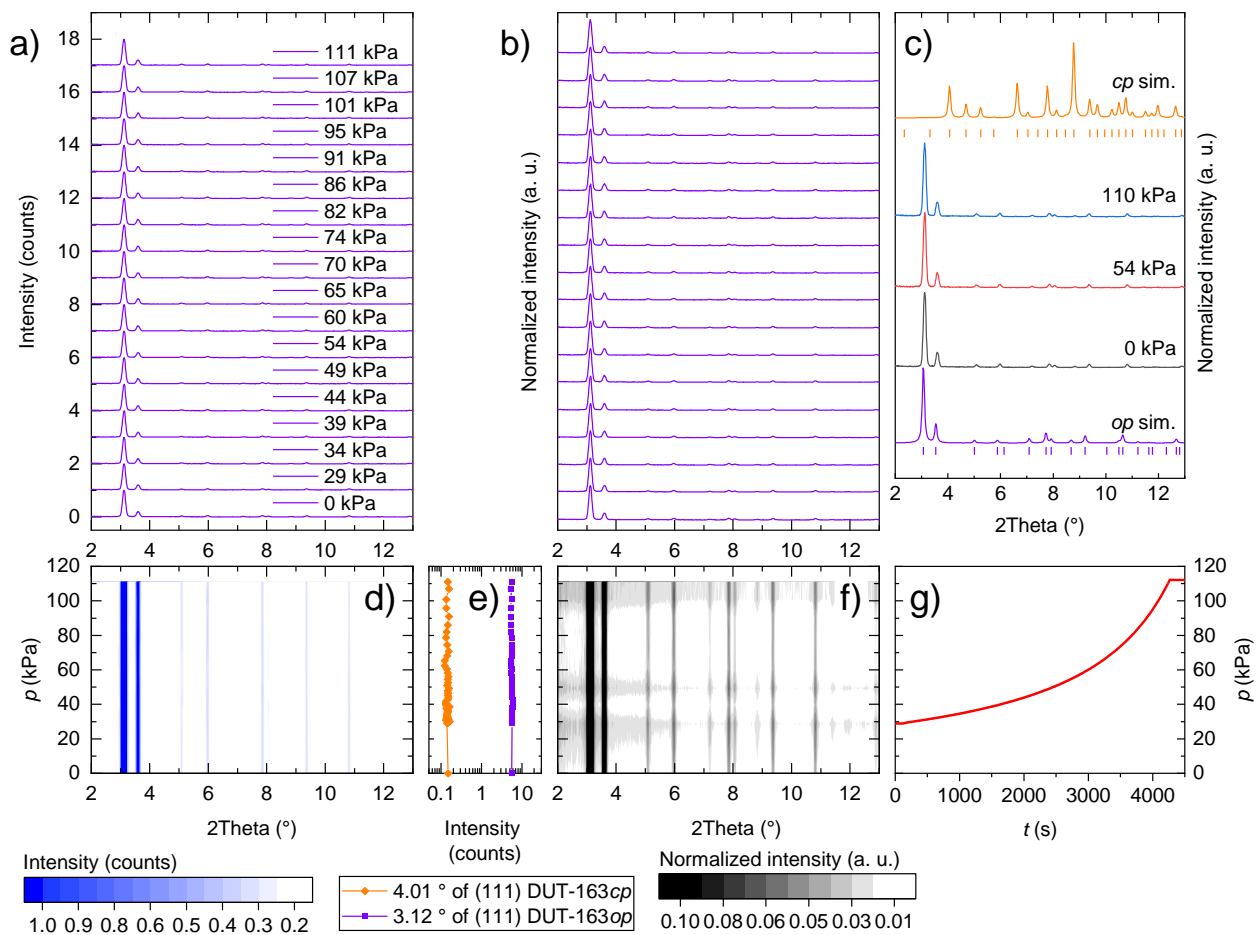 a)
18
16
14
12
10
8
6
4
2
0
Intensity (counts)
111 kPa
107 kPa
101 kPa
95 kPa
91 kPa
86 kPa
82 kPa
74 kPa
70 kPa
65 kPa
60 kPa
54 kPa
49 kPa
44 kPa
39 kPa
34 kPa
29 kPa
0 kPa
2 4 6 8 10 12
b)
Normalized intensity (a. u.)
2 4 6 8 10 12
c)
cp sim.
110 kPa
54 kPa
0 kPa
op sim.
Normalized intensity (a. u.)
2 4 6 8 10 12
2Theta (°)
d)
120
100
80
60
40
20
0
p (kPa)
2 4 6 8 10 12
2Theta (°)
e)
0.1 1 10
Intensity
(counts)
f)
2 4 6 8 10 12
2Theta (°)
g)
120
100
80
60
40
20
0
p (kPa)
0 1000 2000 3000 4000
t (s)
Intensity (counts)
1.0 0.9 0.8 0.6 0.5 0.4 0.3 0.2
4.01 ° of (111) DUT-163cp
3.12 ° of (111) DUT-163op
Normalized intensity (a. u.)
0.10 0.08 0.06 0.05 0.03 0.01